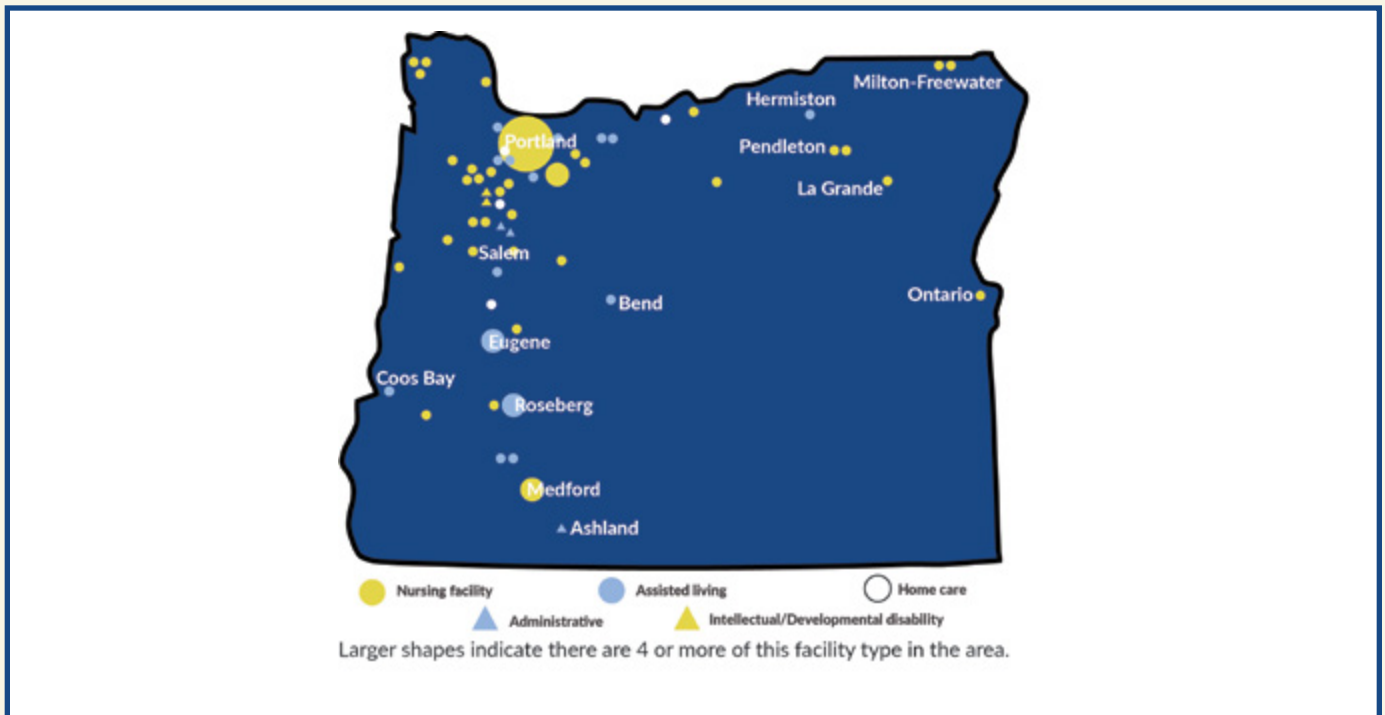 Milton-Freewater
Hermiston
Portland
Pendleton
La Grande
Salem
Ontario
Bend
Eugene
Coos Bay
Roseberg
Medford
Ashland
Nursing facility
Assisted living
Home care
Administrative
Intellectual/Developmental disability
Larger shapes indicate there are 4 or more of this facility type in the area.